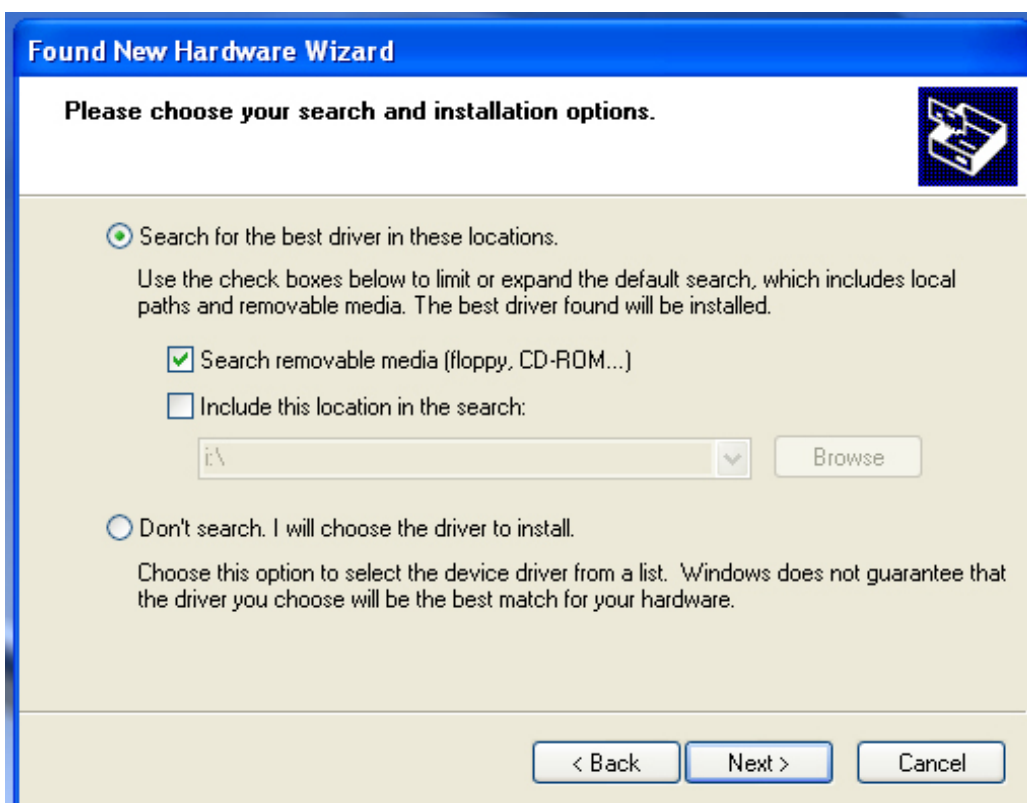 Found New Hardware Wizard
Please choose your search and installation options.
Search for the best driver in these locations.
Use the check boxes below to limit or expand the default search, which includes local
paths and removable media. The best driver found will be installed.
Search removable media (floppy, CD-ROM...)
Include this location in the search:
i:\
Browse
Don't search. I will choose the driver to install.
Choose this option to select the device driver from a list.  Windows does not guarantee that
the driver you choose will be the best match for your hardware.
< Back
Next >
Cancel